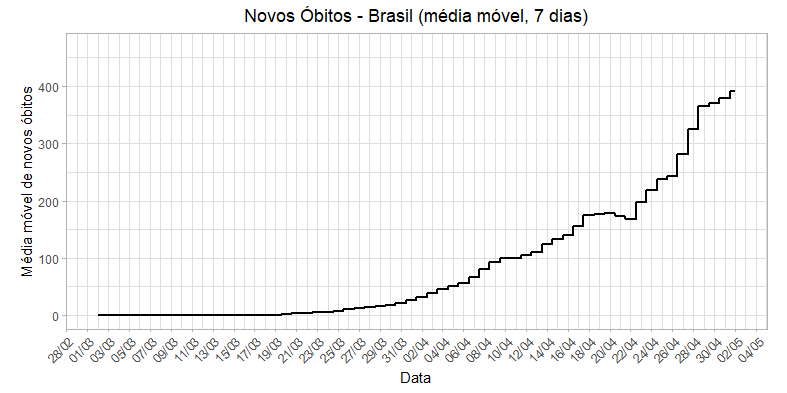 Novos Óbitos - Brasil (média móvel, 7 dias)
Média móvel de novos óbitos
400
300
200
100
0
28/02 01/03 03/03 05/03 07/03 09/03 11/03 13/03 15/03 17/03 19/03 21/03 23/03 25/03 27/03 29/03 31/03 02/04 04/04 06/04 08/04 10/04 12/04 14/04 16/04 18/04 20/04 22/04 24/04 26/04 28/04 30/04 02/05 04/05
Data